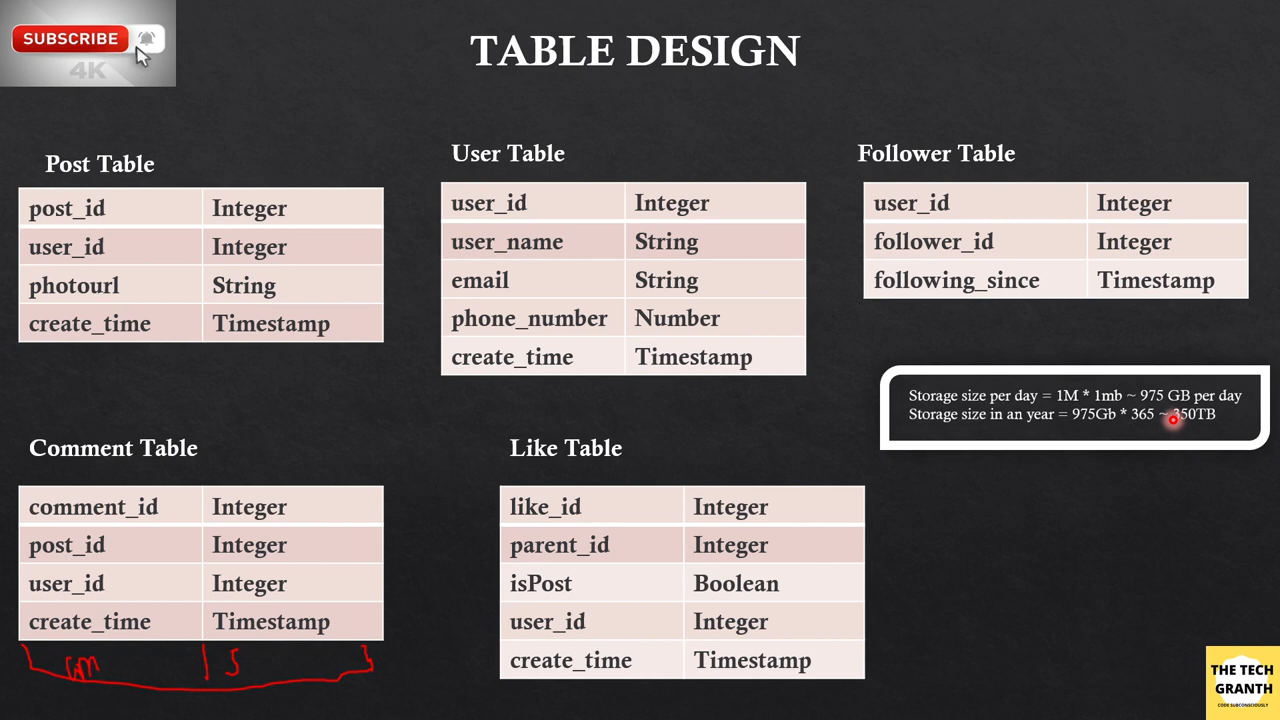 SUBSCRIBE
4K
TABLE DESIGN
Post Table
post_id Integer
user_id Integer
photourl String
create_time Timestamp
User Table
user_id Integer
user_name String
email String
phone_number Number
create_time Timestamp
Follower Table
user_id Integer
follower_id Integer
following_since Timestamp
Storage size per day = 1M * 1mb ~ 975 GB per day
Storage size in an year = 975Gb * 365 ~ 350TB
Comment Table
comment_id Integer
post_id Integer
user_id Integer
create_time Timestamp
Like Table
like_id Integer
parent_id Integer
isPost Boolean
user_id Integer
create_time Timestamp
THE TECH
GRANTH
CODE SUBCONSCIOUSLY